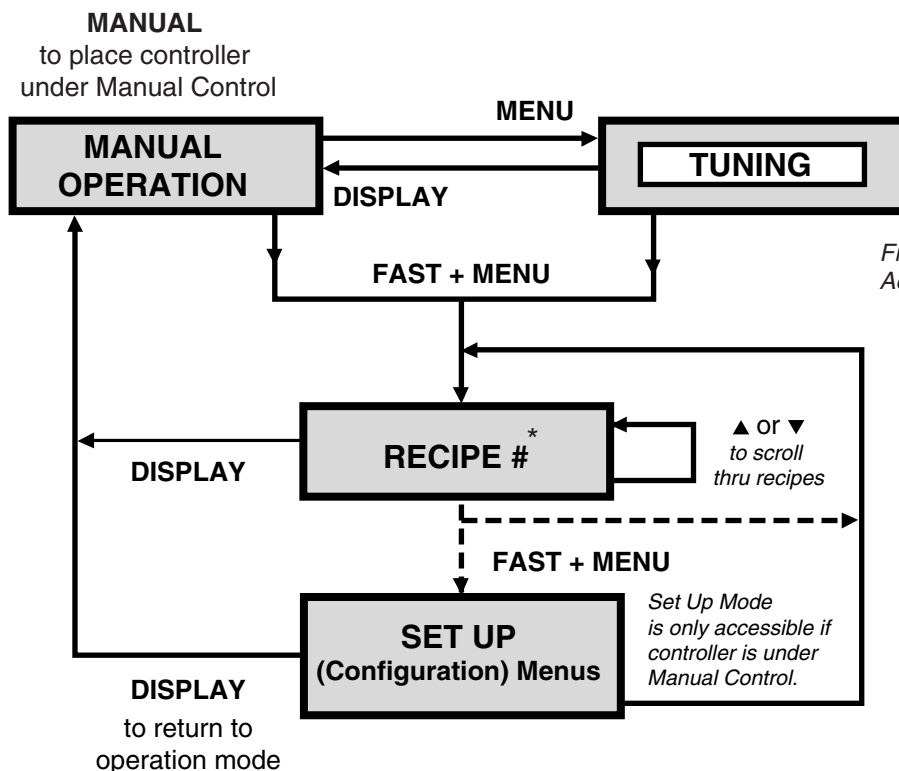 MANUAL
to place controller
under Manual Control
MENU
MANUAL
OPERATION
TUNING
DISPLAY
FAST + MENU
RECIPE #*
▲ or ▼
to scroll
thru recipes
DISPLAY
FAST + MENU
SET UP
(Configuration) Menus
Set Up Mode
is only accessible if
controller is under
Manual Control.
DISPLAY
to return to
operation mode